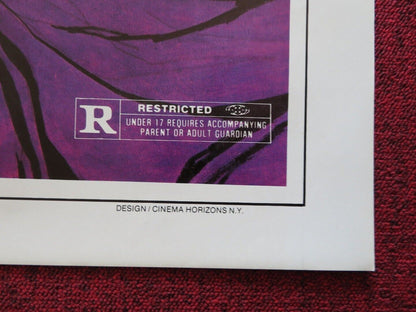 R
RESTRICTED
UNDER 17 REQUIRES ACCOMPANYING
PARENT OR ADULT GUARDIAN
DESIGN / CINEMA HORIZONS N.Y.